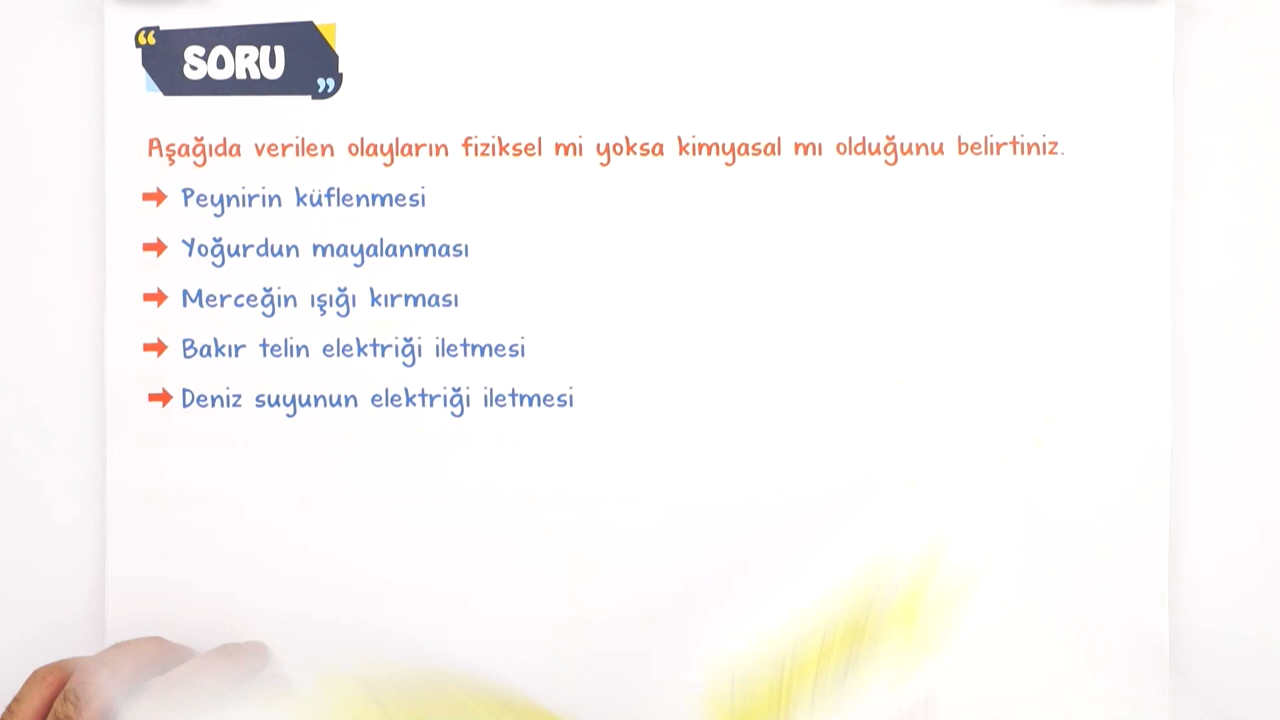 SORU
Aşağıda verilen olayların fiziksel mi yoksa kimyasal mı olduğunu belirtiniz.
Peynirin küflenmesi
Yoğurdun mayalanması
Merceğin ışığı kırması
Bakır telin elektriği iletmesi
Deniz suyunun elektriği iletmesi